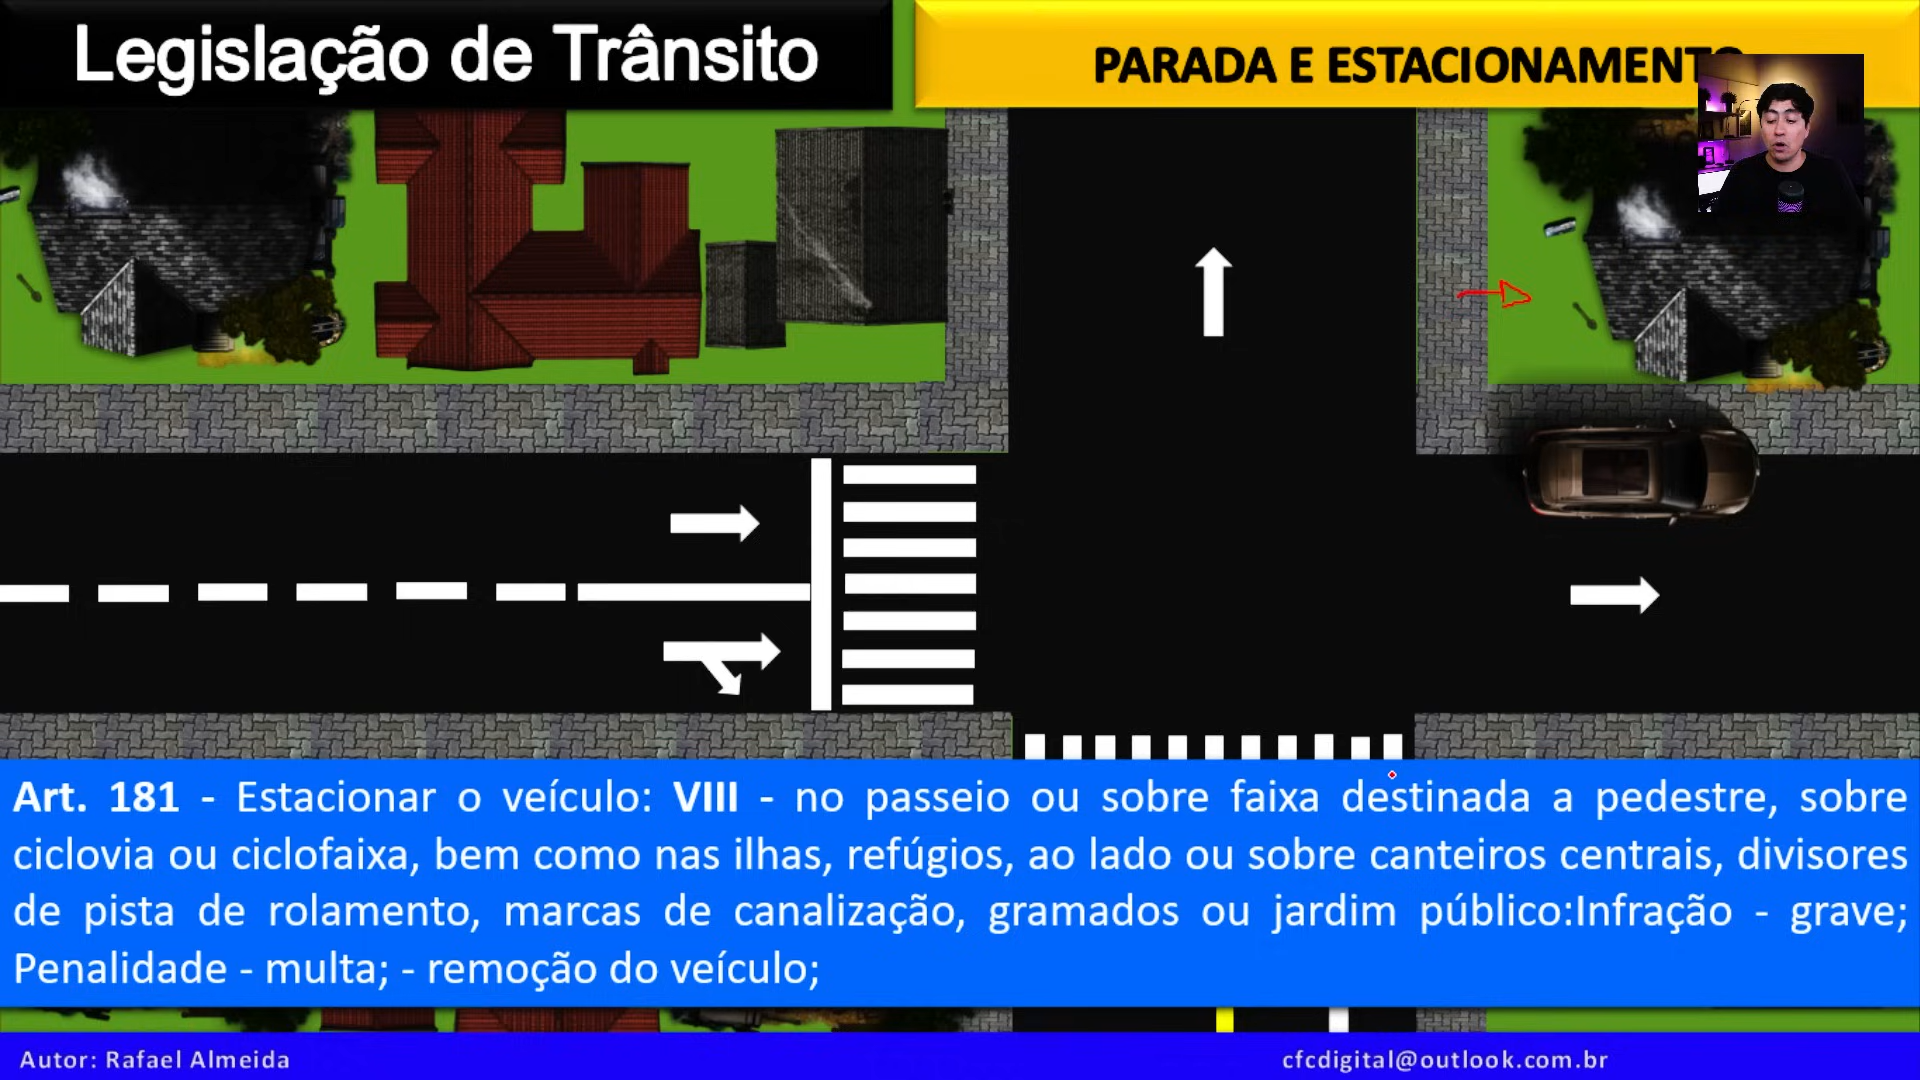 Legislação de Trânsito
PARADA E ESTACIONAMENTO
Art. 181 - Estacionar o veículo: VIII - no passeio ou sobre faixa destinada a pedestre, sobre
ciclovia ou ciclofaixa, bem como nas ilhas, refúgios, ao lado ou sobre canteiros centrais, divisores
de pista de rolamento, marcas de canalização, gramados ou jardim público:Infração - grave;
Penalidade - multa; - remoção do veículo;
Autor: Rafael Almeida
cfcdigital@outlook.com.br